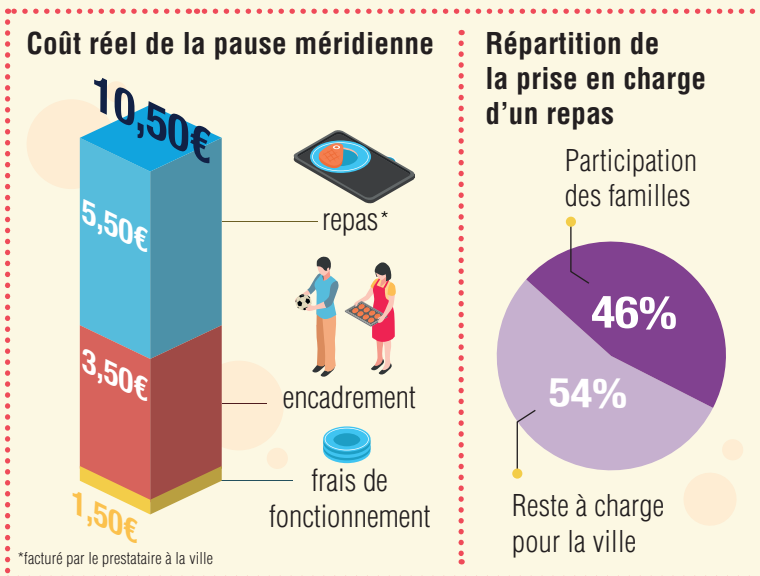 Coût réel de la pause méridienne
10,50€
5,50€
repas*
3,50€
encadrement
frais de
fonctionnement
1,50€
*facturé par le prestataire à la ville
Répartition de
la prise en charge
d'un repas
Participation
des familles
46%
54%
Reste à charge
pour la ville